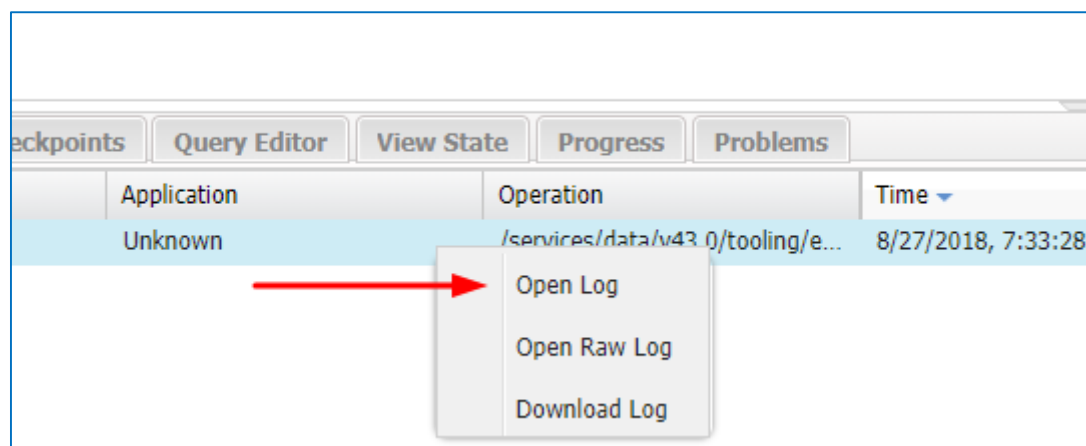 eckpoints Query Editor View State Progress Problems
Application Operation Time
Unknown /services/data/v43.0/tooling/e... 8/27/2018, 7:33:28
Open Log
Open Raw Log
Download Log